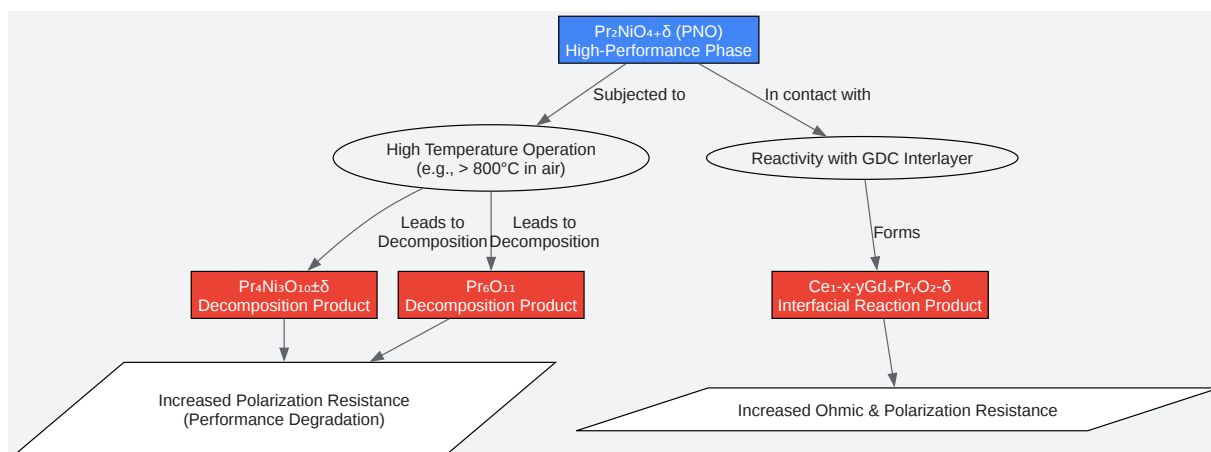 Pr₂NiO₄₊δ (PNO)
High-Performance Phase
Subjected to
In contact with
High Temperature Operation
(e.g., > 800°C in air)
Reactivity with GDC Interlayer
Leads to
Decomposition
Leads to
Decomposition
Forms
Pr₄Ni₃O₁₀±δ
Decomposition Product
Pr₆O₁₁
Decomposition Product
Ce₁-x-yGdₓPrᵧO₂-δ
Interfacial Reaction Product
Increased Polarization Resistance
(Performance Degradation)
Increased Ohmic & Polarization Resistance